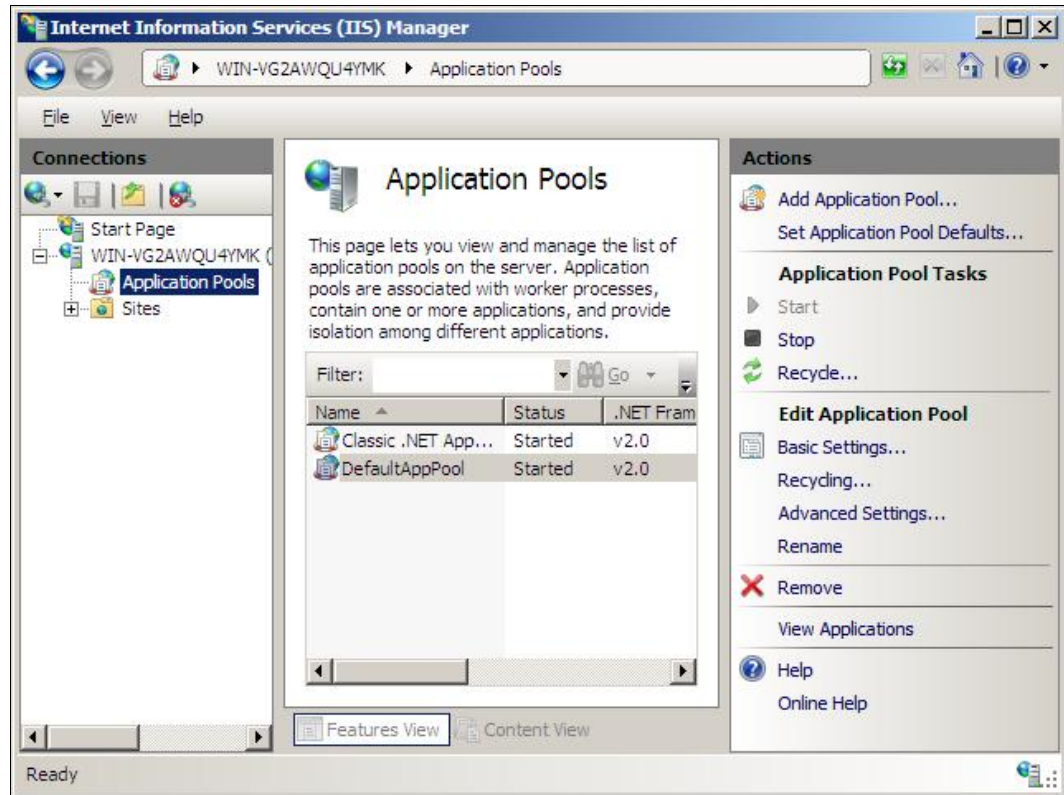 Internet Information Services (IIS) Manager
WIN-VG2AWQU4YMK Application Pools
File View Help
Connections
Start Page
WIN-VG2AWQU4YMK (
Application Pools
Sites
Application Pools
This page lets you view and manage the list of
application pools on the server. Application
pools are associated with worker processes,
contain one or more applications, and provide
isolation among different applications.
Filter: Go
Name Status .NET Fram
Classic .NET App... Started v2.0
DefaultAppPool Started v2.0
Features View Content View
Actions
Add Application Pool...
Set Application Pool Defaults...
Application Pool Tasks
Start
Stop
Recycle...
Edit Application Pool
Basic Settings...
Recycling...
Advanced Settings...
Rename
Remove
View Applications
Help
Online Help
Ready